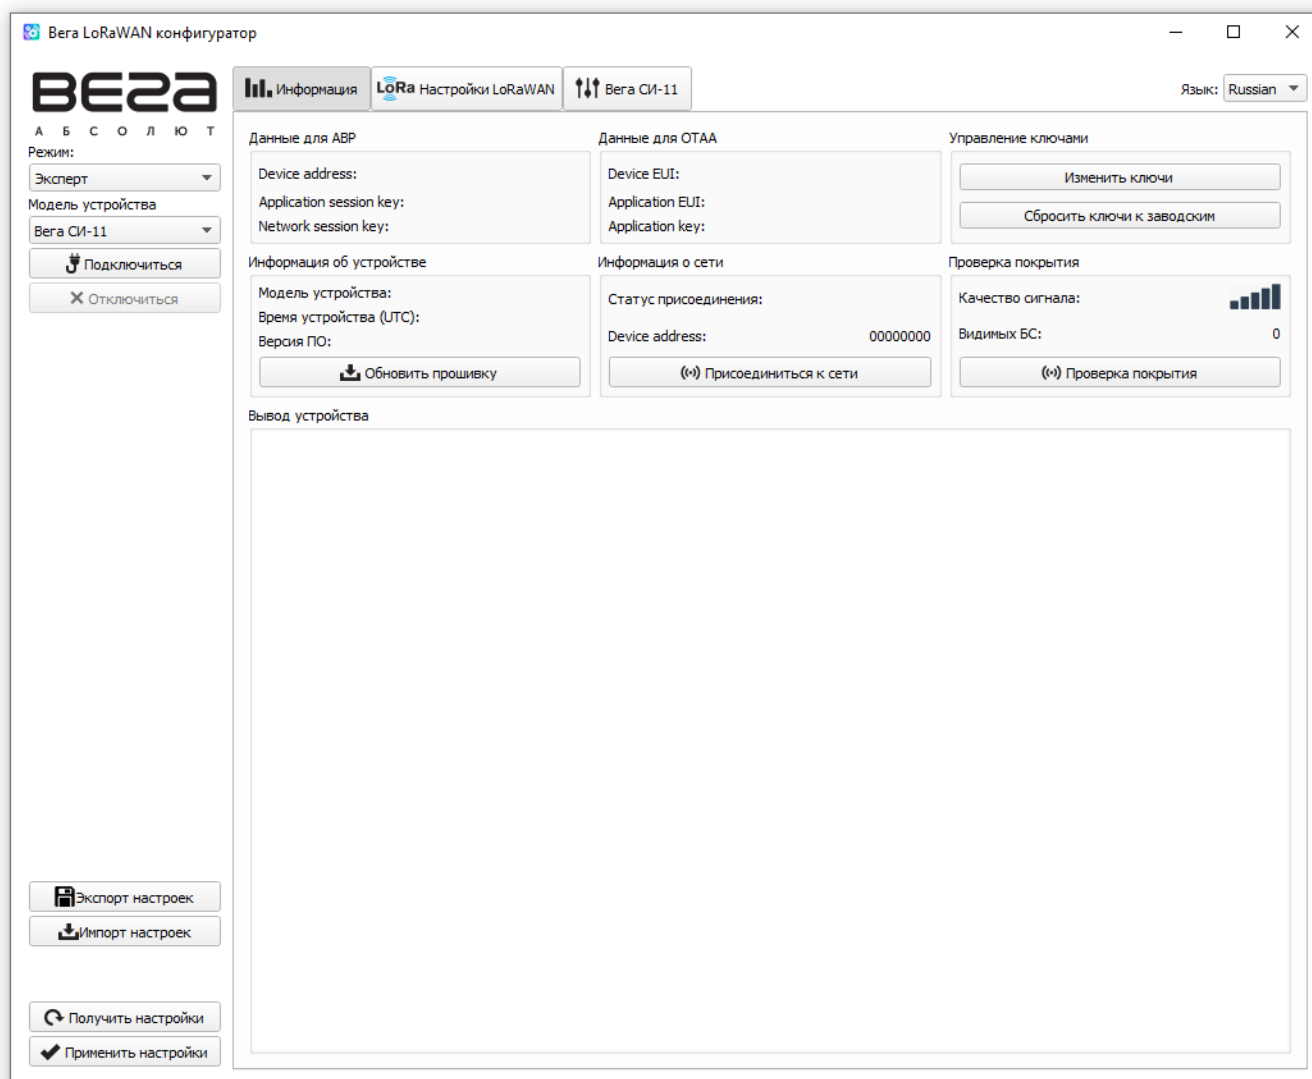 Вега LoRaWAN конфигуратор
ВЕГА
АБСОЛЮТ
Режим:
Эксперт
Модель устройства
Вега СИ-11
Подключиться
Отключиться
Экспорт настроек
Импорт настроек
Получить настройки
Применить настройки
Информация
LoRa Настройки LoRaWAN
Вега СИ-11
Язык: Russian
Данные для ABP
Device address:
Application session key:
Network session key:
Данные для OTAA
Device EUI:
Application EUI:
Application key:
Управление ключами
Изменить ключи
Сбросить ключи к заводским
Информация об устройстве
Модель устройства:
Время устройства (UTC):
Версия ПО:
Обновить прошивку
Информация о сети
Статус присоединения:
Device address: 00000000
Присоединиться к сети
Проверка покрытия
Качество сигнала:
Видимых БС: 0
Проверка покрытия
Вывод устройства